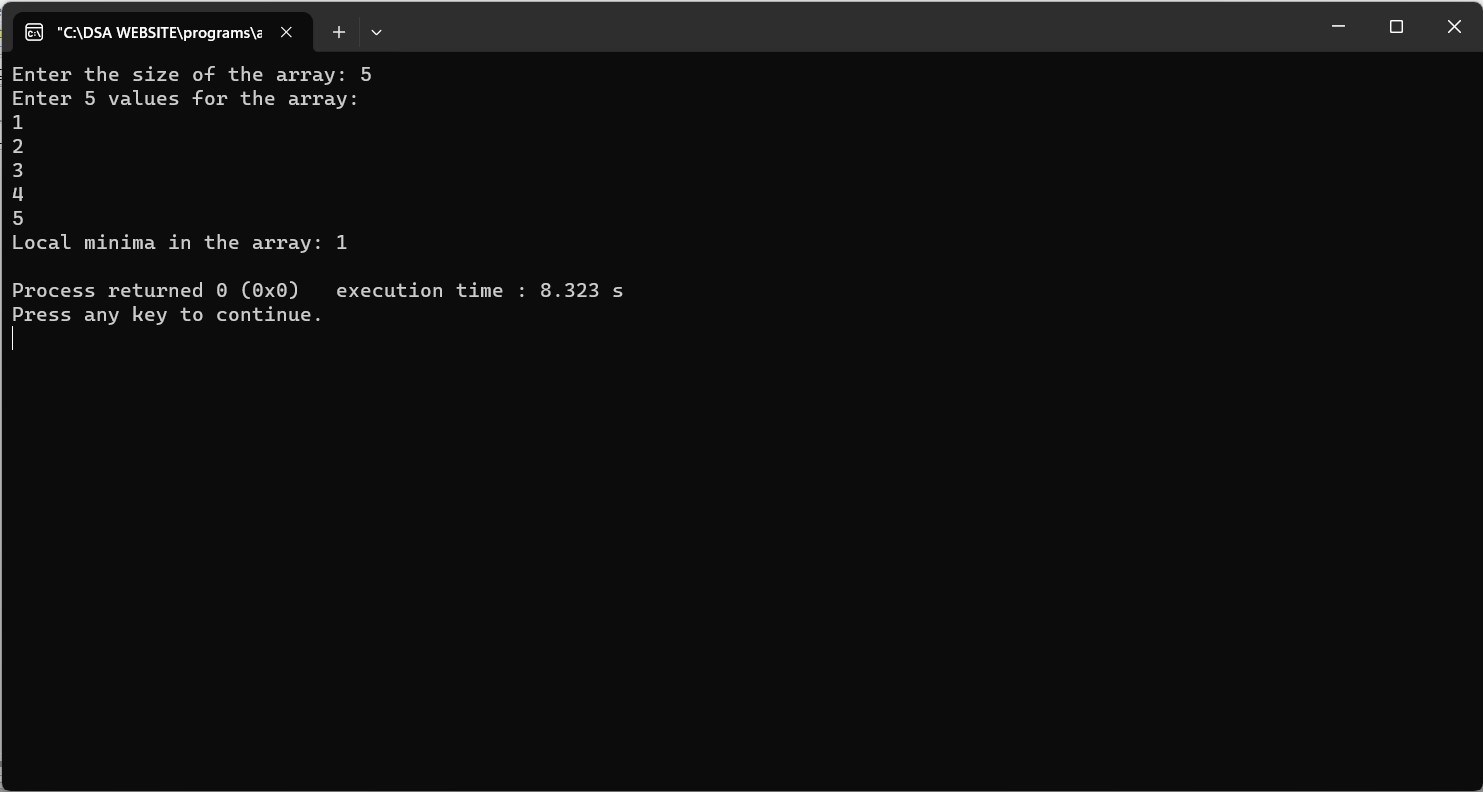 "C:\DSA WEBSITE\programs\a
Enter the size of the array: 5
Enter 5 values for the array:
1
2
3
4
5
Local minima in the array: 1
Process returned 0 (0x0)   execution time : 8.323 s
Press any key to continue.